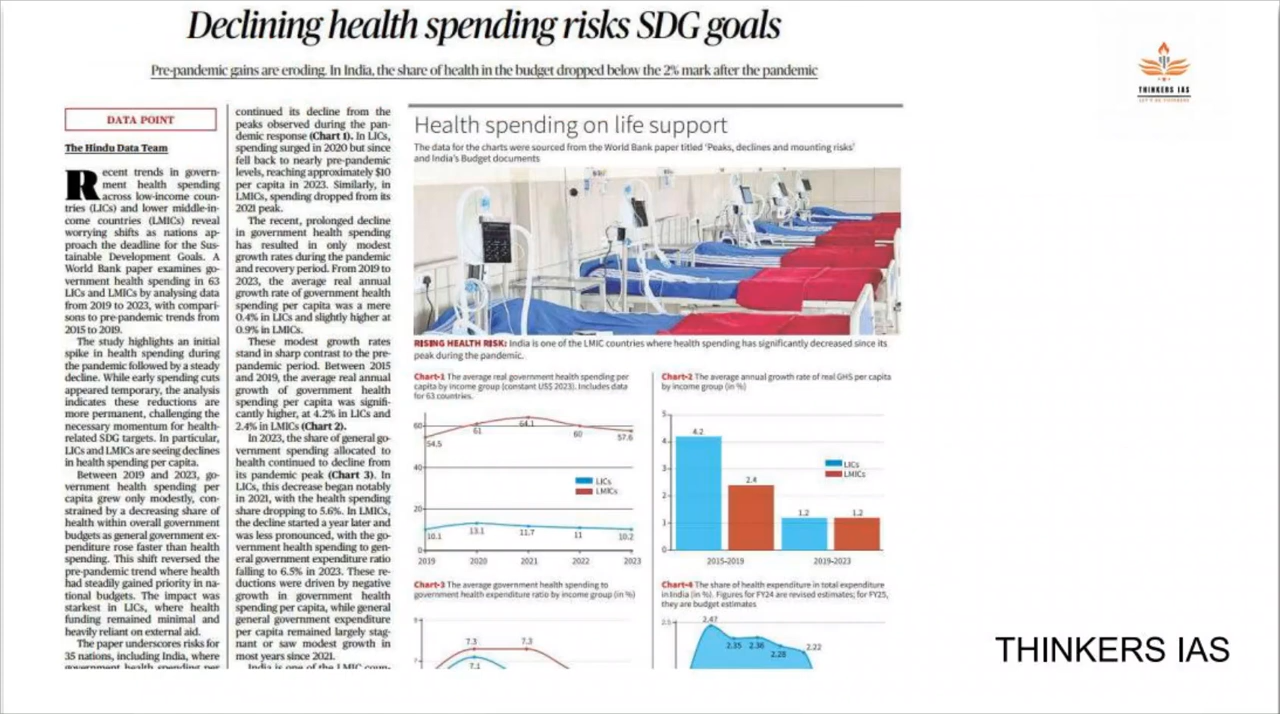 Declining health spending risks SDG goals
Pre-pandemic gains are eroding. In India, the share of health in the budget dropped below the 2% mark after the pandemic
THINKERS IAS
DATA POINT
The Hindu Data Team
Recent trends in govern-
ment health spending
across low-income coun-
tries (LICs) and lower middle-in-
come countries (LMICs) reveal
worrying shifts as nations ap-
proach the deadline for the Sus-
tainable Development Goals. A
World Bank paper examines go-
vernment health spending in 63
LICs and LMICs by analysing data
from 2019 to 2023, with compari-
sons to pre-pandemic trends from
2015 to 2019.
The study highlights an initial
spike in health spending during
the pandemic followed by a steady
decline. While early spending cuts
appeared temporary, the analysis
indicates these reductions are
more permanent, challenging the
necessary momentum for health-
related SDG targets. In particular,
LICs and LMICs are seeing declines
in health spending per capita.
Between 2019 and 2023, go-
vernment health spending per
capita grew only modestly, con-
strained by a decreasing share of
health within overall government
budgets as general government ex-
penditure rose faster than health
spending. This shift reversed the
pre-pandemic trend where health
had steadily gained priority in na-
tional budgets. The impact was
starkest in LICs, where health
funding remained minimal and
heavily reliant on external aid.
The paper underscores risks for
35 nations, including India, where
government health spending per
continued its decline from the
peaks observed during the pan-
demic response (Chart 1). In LICs,
spending surged in 2020 but since
fell back to nearly pre-pandemic
levels, reaching approximately $10
per capita in 2023. Similarly, in
LMICs, spending dropped from its
2021 peak.
The recent, prolonged decline
in government health spending
has resulted in only modest
growth rates during the pandemic
and recovery period. From 2019 to
2023, the average real annual
growth rate of government health
spending per capita was a mere
0.4% in LICs and slightly higher at
0.9% in LMICs.
These modest growth rates
stand in sharp contrast to the pre-
pandemic period. Between 2015
and 2019, the average real annual
growth of government health
spending per capita was signifi-
cantly higher, at 4.2% in LICs and
2.4% in LMICs (Chart 2).
In 2023, the share of general go-
vernment spending allocated to
health continued to decline from
its pandemic peak (Chart 3). In
LICs, this decrease began notably
in 2021, with the health spending
share dropping to 5.6%. In LMICs,
the decline started a year later and
was less pronounced, with the go-
vernment health spending to gen-
eral government expenditure ratio
falling to 6.5% in 2023. These re-
ductions were driven by negative
growth in government health
spending per capita, while general
general government expenditure
per capita remained largely stag-
nant or saw modest growth in
most years since 2021.
India is one of the LMIC coun-
Health spending on life support
The data for the charts were sourced from the World Bank paper titled 'Peaks, declines and mounting risks'
and India's Budget documents
RISING HEALTH RISK: India is one of the LMIC countries where health spending has significantly decreased since its
peak during the pandemic.
Chart-1 The average real government health spending per
capita by income group (constant US$ 2023). Includes data
for 63 countries.
60
40
20
0
54.5
61
64.1
60
57.6
LICs
LMICs
10.1
13.1
11.7
11
10.2
2019
2020
2021
2022
2023
Chart-2 The average annual growth rate of real GHS per capita
by income group (in %)
5
4
3
2
1
0
4.2
2.4
1.2
1.2
LICs
LMICs
2015-2019
2019-2023
Chart-3 The average government health spending to
government health expenditure ratio by income group (in %)
8
7
7.3
7.3
7.1
Chart-4 The share of health expenditure in total expenditure
in India (in %). Figures for FY24 are revised estimates; for FY25,
they are budget estimates
2.5
2.47
2.35
2.36
2.28
2.22
THINKERS IAS